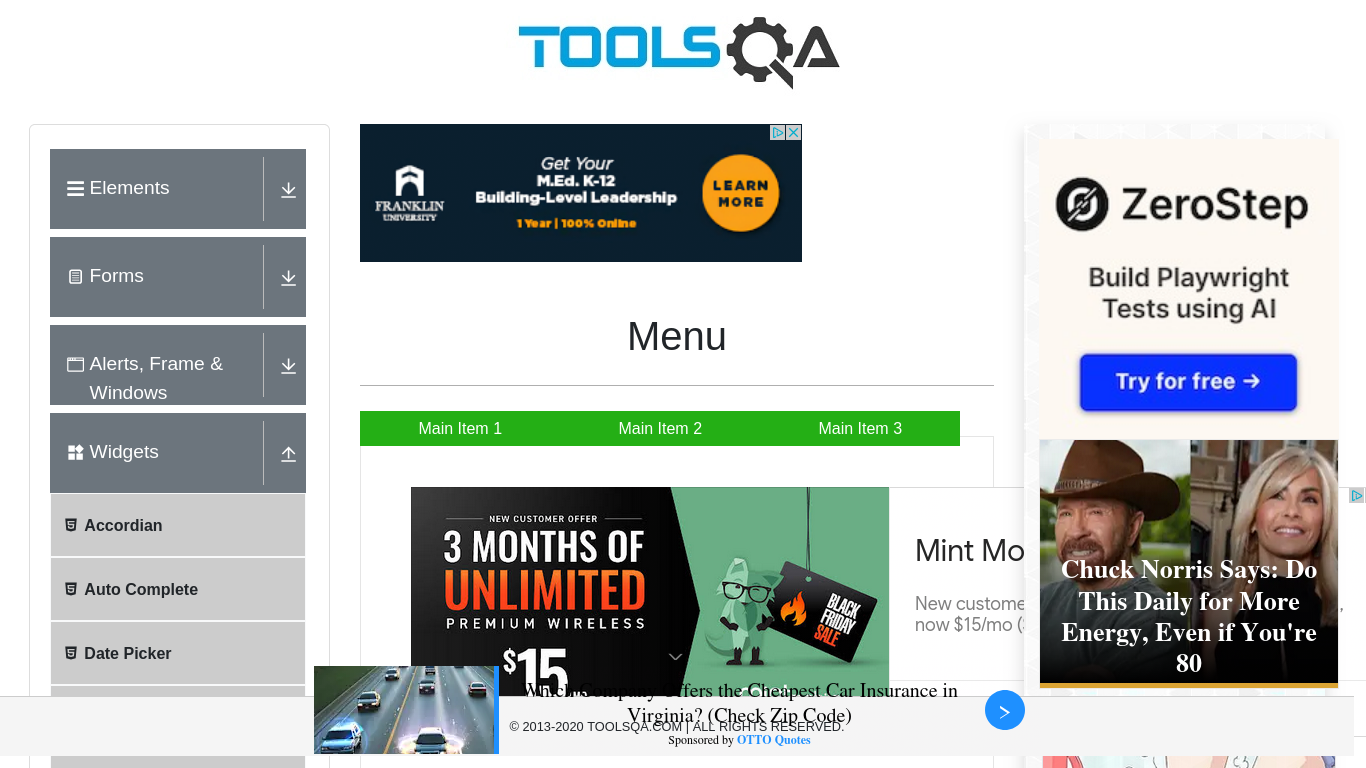 TOOLSQA
Elements
Forms
Alerts, Frame &
Windows
Widgets
Accordian
Auto Complete
Date Picker
FRANKLIN
UNIVERSITY
Get Your
M.Ed. K-12
Building-Level Leadership
1 Year | 100% Online
LEARN
MORE
Menu
Main Item 1
Main Item 2
Main Item 3
NEW CUSTOMER OFFER
3 MONTHS OF
UNLIMITED
PREMIUM WIRELESS
$15
BLACK
FRIDAY
SALE
Mint Mo
New custome
now $15/mo
ZeroStep
Build Playwright
Tests using AI
Try for free →
Chuck Norris Says: Do
This Daily for More
Energy, Even if You're
80
Which Company Offers the Cheapest Car Insurance in
Virginia? (Check Zip Code)
Sponsored by OTTO Quotes
© 2013-2020 TOOLSQA.COM | ALL RIGHTS RESERVED.